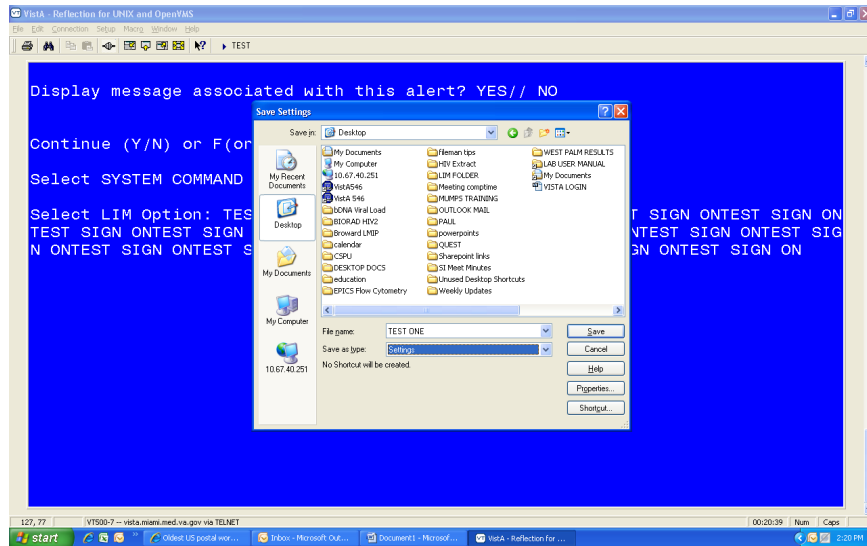 VistA - Reflection for UNIX and OpenVMS
File Edit Connection Setup Macro Window Help
TEST
Display message associated with this alert? YES// NO
Continue (Y/N) or F(or
Select SYSTEM COMMAND
Select LIM Option: TES
T SIGN ONTEST SIGN ON
TEST SIGN ONTEST SIGN
NTEST SIGN ONTEST SIG
N ONTEST SIGN ONTEST S
GN ONTEST SIGN ON
Save Settings
Save in: Desktop
My Recent Documents
Desktop
My Documents
My Computer
10.67.40.251
My Documents
My Computer
10.67.40.251
VistA546
VistA 546
bDNA Viral Load
BIORAD HIV2
Broward LMIP
calendar
CSPU
DESKTOP DOCS
education
EPICS Flow Cytometry
fileman tips
HIV Extract
LIM FOLDER
Meeting comptime
MUMPS TRAINING
OUTLOOK MAIL
PAUL
powerpoints
QUEST
Sharepoint links
SI Meet Minutes
Unused Desktop Shortcuts
Weekly Updates
WEST PALM RESULTS
LAB USER MANUAL
My Documents
VISTA LOGIN
File name: TEST ONE
Save
Save as type: Settings
Cancel
No Shortcut will be created.
Help
Properties...
Shortcut...
127, 77
VT500-7 -- vista.miami.med.va.gov via TELNET
00:20:39
Num
Caps
start
Oldest US postal wor...
Inbox - Microsoft Out...
Document1 - Microsof...
VistA - Reflection for ...
2:20 PM